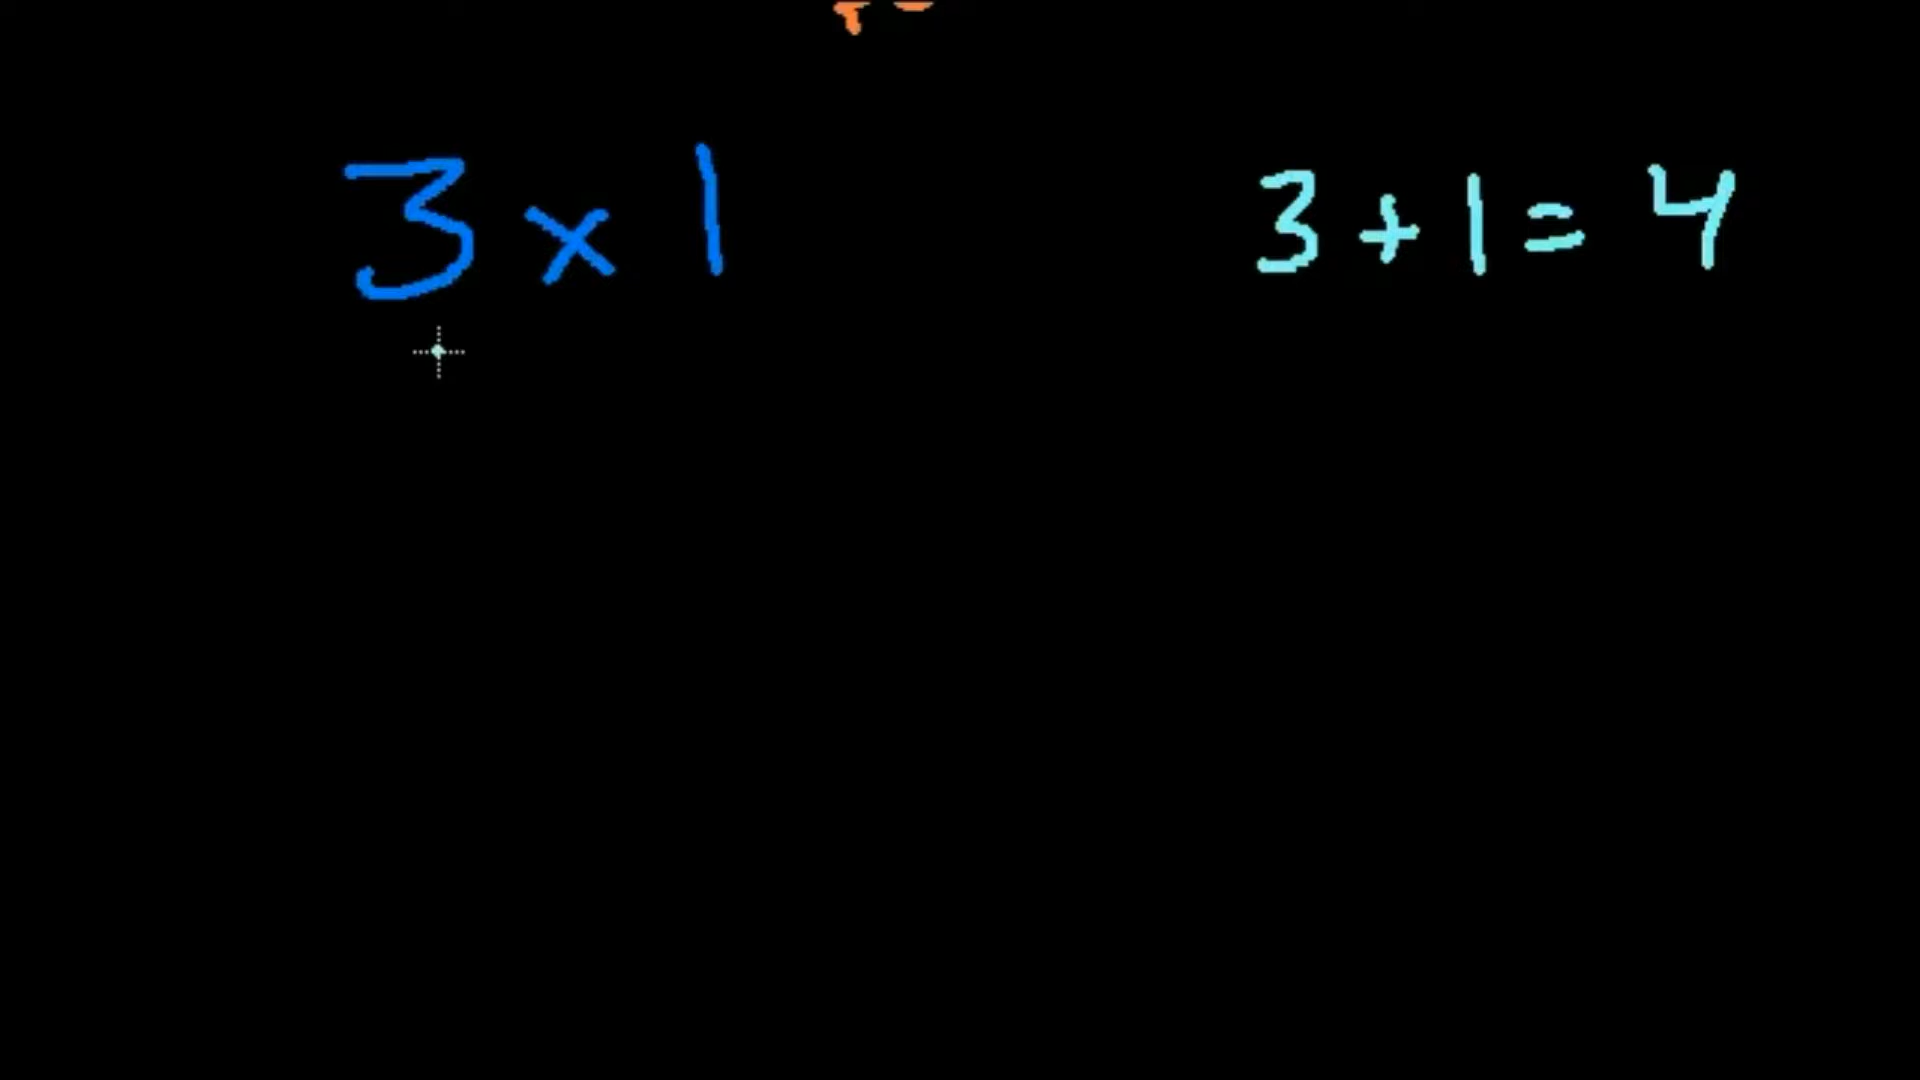 3 x 1
3 + 1 = 4